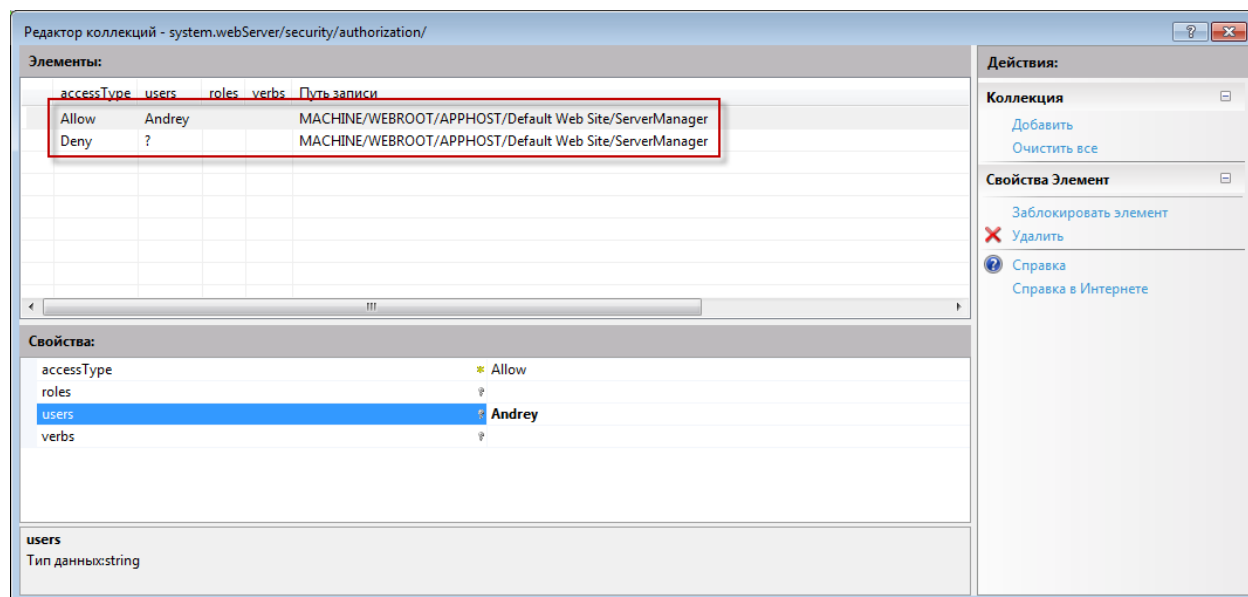 Редактор коллекций - system.webServer/security/authorization/
Элементы:
accessType users roles verbs Путь записи
Allow Andrey MACHINE/WEBROOT/APPHOST/Default Web Site/ServerManager
Deny ? MACHINE/WEBROOT/APPHOST/Default Web Site/ServerManager
Свойства:
accessType Allow
roles
users Andrey
verbs
users
Тип данных:string
Действия:
Коллекция
Добавить
Очистить все
Свойства Элемент
Заблокировать элемент
Удалить
Справка
Справка в Интернете